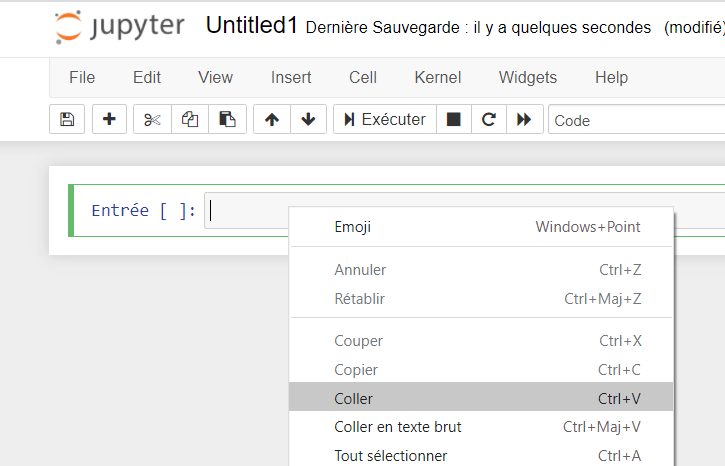 jupyter Untitled1 Dernière Sauvegarde : il y a quelques secondes (modifié)
File Edit View Insert Cell Kernel Widgets Help
Exécuter Code
Entrée [ ]:
Emoji Windows+Point
Annuler Ctrl+Z
Rétablir Ctrl+Maj+Z
Couper Ctrl+X
Copier Ctrl+C
Coller Ctrl+V
Coller en texte brut Ctrl+Maj+V
Tout sélectionner Ctrl+A